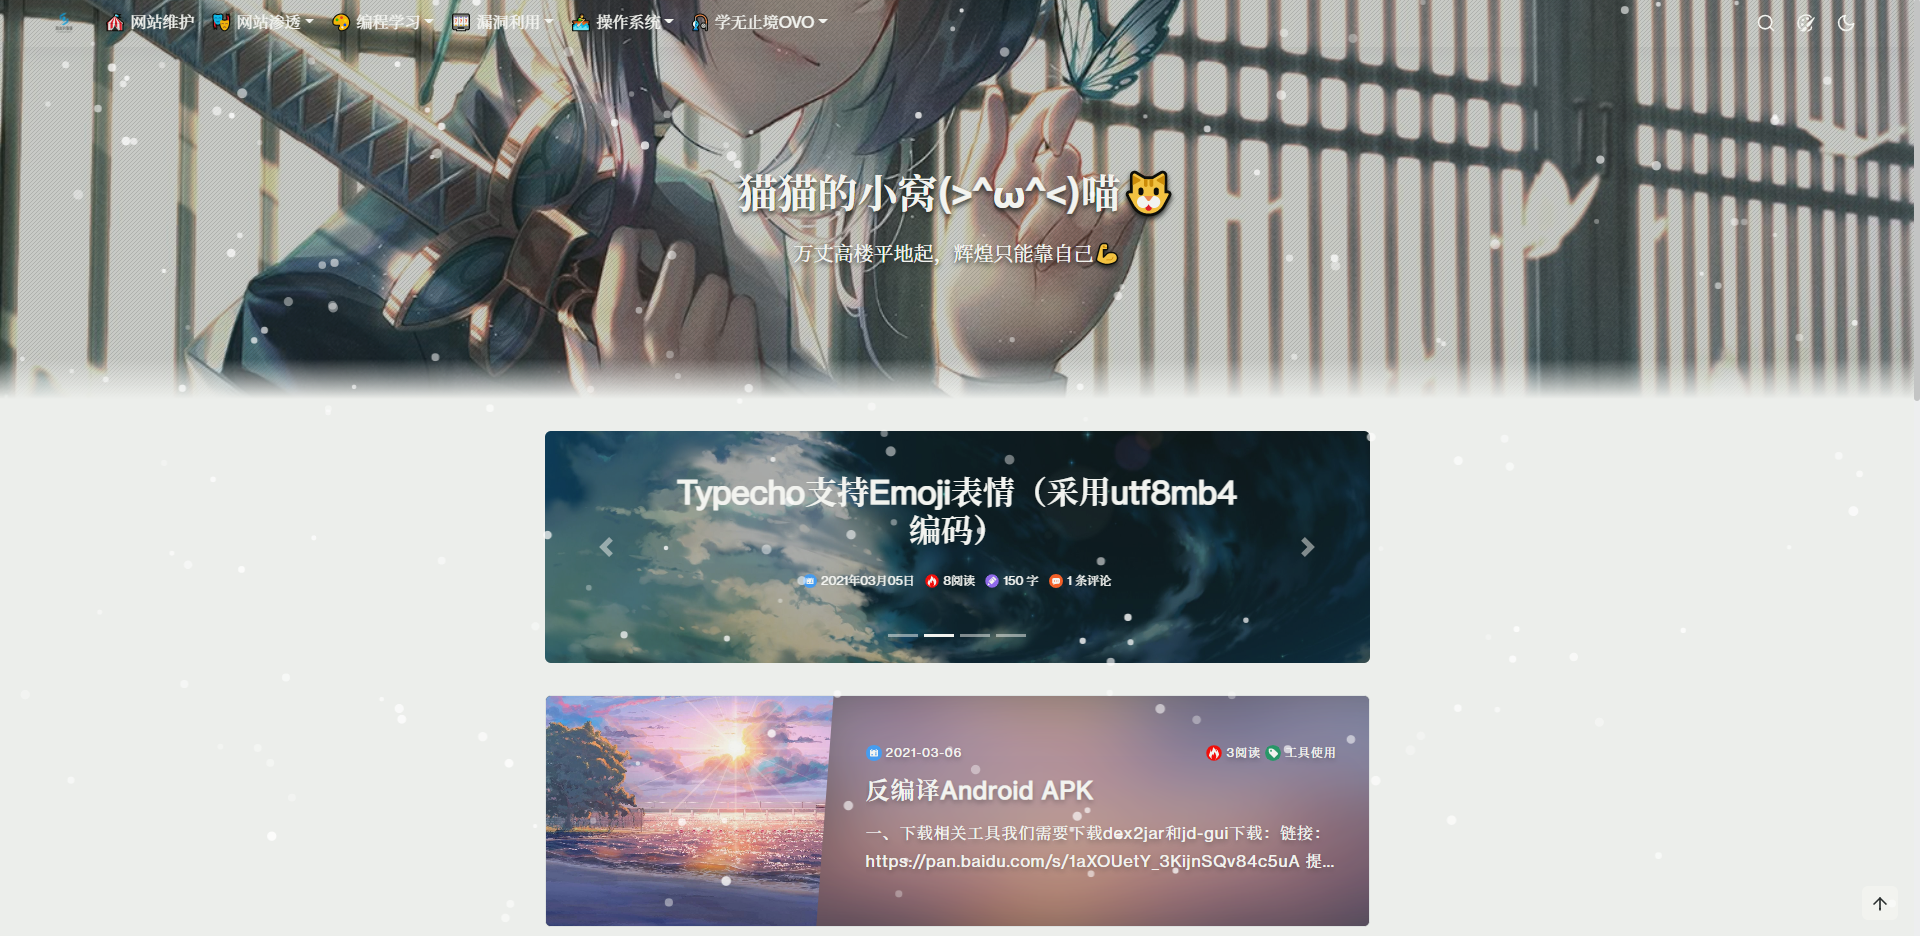 网站维护 网站渗透 编程学习 漏洞利用 操作系统 学无止境OVO
猫猫的小窝(>^ω^<)喵🐯
万丈高楼平地起，辉煌只能靠自己💪
Typecho支持Emoji表情（采用utf8mb4
编码）
2021年03月05日 8阅读 150 字 1 条评论
2021-03-06 3阅读 工具使用
反编译Android APK
一、下载相关工具我们需要下载dex2jar和jd-gui下载：链接：
https://pan.baidu.com/s/1aXOUetY_3KijnSQv84c5uA 提...